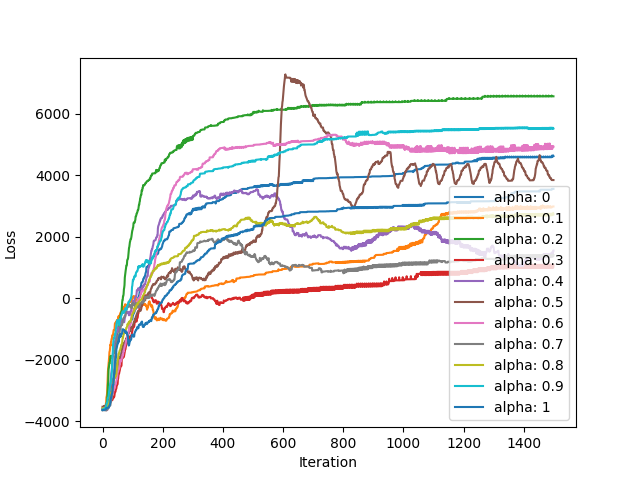 6000
4000
2000
0
−2000
−4000
Loss
0 200 400 600 800 1000 1200 1400
Iteration
alpha: 0
alpha: 0.1
alpha: 0.2
alpha: 0.3
alpha: 0.4
alpha: 0.5
alpha: 0.6
alpha: 0.7
alpha: 0.8
alpha: 0.9
alpha: 1